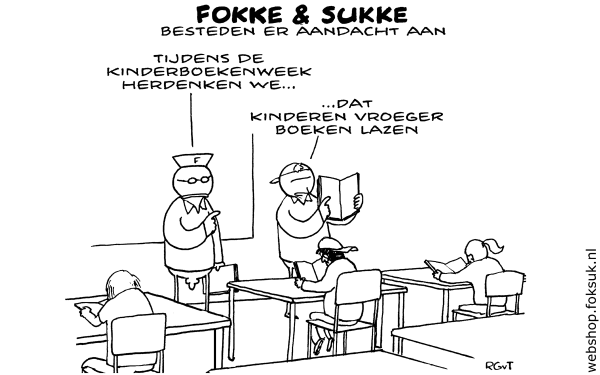 FOKKE & SUKKE
BESTEDEN ER AANDACHT AAN
TIJDENS DE
KINDERBOEKENWEEK
HERDENKEN WE...
...DAT
KINDEREN VROEGER
BOEKEN LAZEN
F
S
RGvT
webshop.foksuk.nl